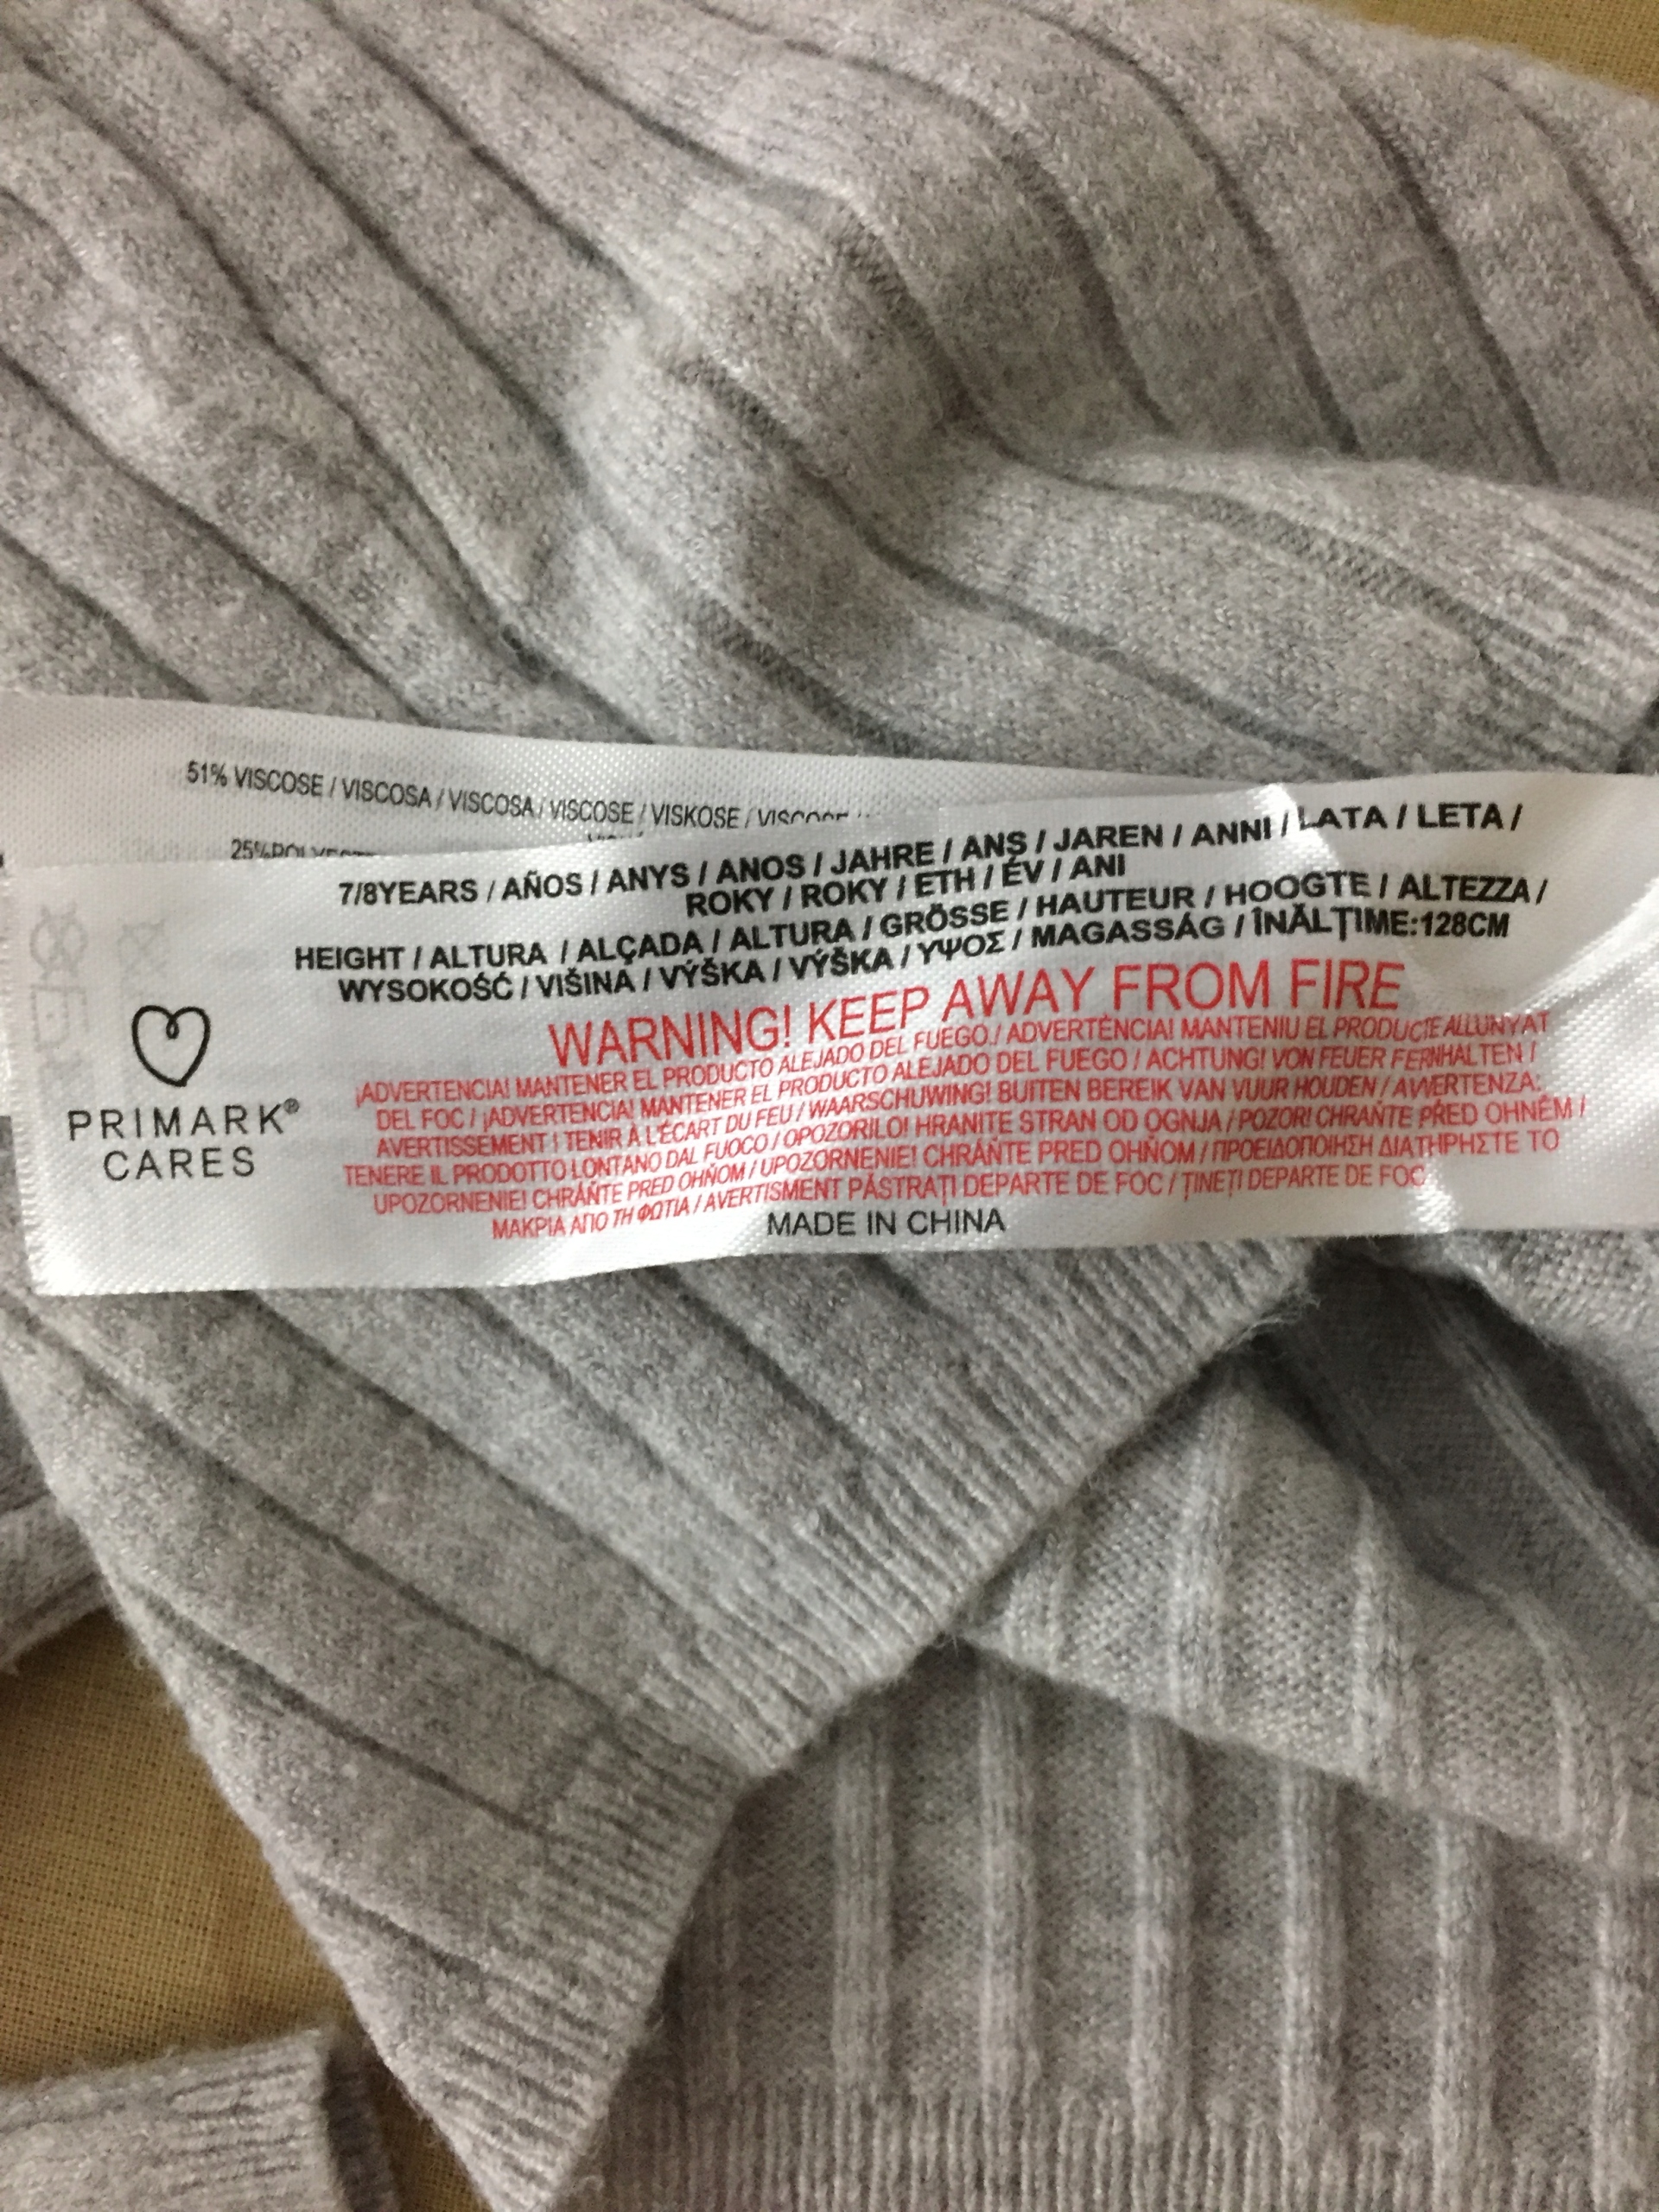 51% VISCOSE / VISCOSA / VISCOSA / VISCOSE / VISKOSE /
7/8YEARS / AÑOS / ANYS / ANOS / JAHRE / ANS / JAREN / ANNI / LATA / LETA /
ROKY / ROKY / ETH / ÉV / ANI
HEIGHT / ALTURA / ALÇADA / ALTURA / GRÖSSE / HAUTEUR / HOOGTE / ALTEZZA /
WYSOKOŚĆ / VIŠINA / VÝŠKA / VÝŠKA / ΥΨΟΣ / MAGASSÁG / ÎNĂLȚIME:128CM
WARNING! KEEP AWAY FROM FIRE
¡ADVERTENCIA! MANTENER EL PRODUCTO ALEJADO DEL FUEGO./ ADVERTÈNCIA! MANTENIU EL PRODUCTE ALLUNYAT
DEL FOC / ¡ADVERTENCIA! MANTENER EL PRODUCTO ALEJADO DEL FUEGO / ACHTUNG! VON FEUER FERNHALTEN /
AVERTISSEMENT ! TENIR À L'ÉCART DU FEU / WAARSCHUWING! BUITEN BEREIK VAN VUUR HOUDEN / AVVERTENZA:
TENERE IL PRODOTTO LONTANO DAL FUOCO / OPOZORILO! HRANITE STRAN OD OGNJA / POZOR! CHRAŇTE PŘED OHNĚM /
UPOZORNENIE! CHRÁŇTE PRED OHŇOM / UPOZORNENIE! CHRÁŇTE PRED OHŇOM / ΠΡΟΕΙΔΟΠΟΙΗΣΗ ΔΙΑΤΗΡΗΣΤΕ ΤΟ
ΜΑΚΡΙΑ ΑΠΟ ΤΗ ΦΩΤΙΑ / AVERTISMENT PĂSTRAȚI DEPARTE DE FOC / ȚINEȚI DEPARTE DE FOC
MADE IN CHINA
PRIMARK®
CARES